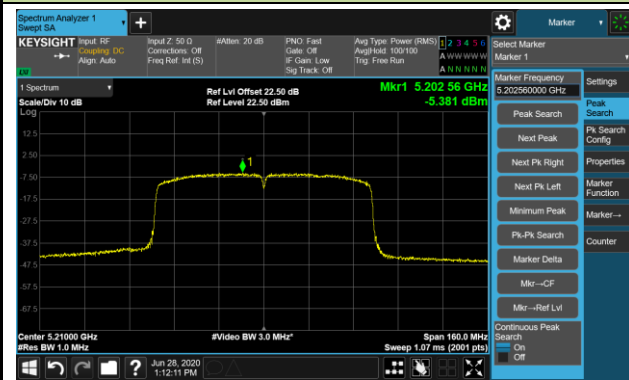 Spectrum Analyzer 1
Swept SA
+
Marker
KEYSIGHT
Input: RF
Coupling: DC
Align: Auto
Input Z: 50 Ω
Corrections: Off
Freq Ref: Int (S)
#Atten: 20 dB
PNO: Fast
Gate: Off
IF Gain: Low
Sig Track: Off
Avg Type: Power (RMS)
Avg|Hold: 100/100
Trig: Free Run
1 2 3 4 5 6
A WWWWW
A N N N N N
Select Marker
Marker 1
1 Spectrum
Scale/Div 10 dB
Log
Ref Lvl Offset 22.50 dB
Ref Level 22.50 dBm
Mkr1 5.202 56 GHz
-5.381 dBm
12.5
2.50
-7.50
-17.5
-27.5
-37.5
-47.5
-57.5
-67.5
1
Center 5.21000 GHz
#Res BW 1.0 MHz
#Video BW 3.0 MHz*
Span 160.0 MHz
Sweep 1.07 ms (2001 pts)
Marker Frequency
5.202560000 GHz
Peak Search
Next Peak
Next Pk Right
Next Pk Left
Minimum Peak
Pk-Pk Search
Marker Delta
Mkr→CF
Mkr→Ref Lvl
Continuous Peak
Search
On
Off
Settings
Peak
Search
Pk Search
Config
Properties
Marker
Function
Marker→
Counter
?
Jun 28, 2020
1:12:11 PM